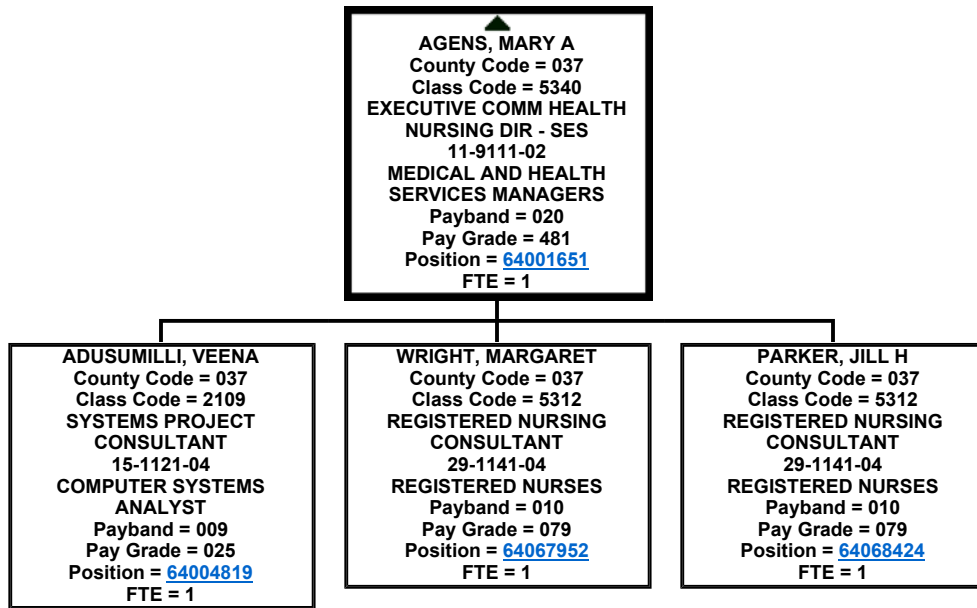 AGENS, MARY A
County Code = 037
Class Code = 5340
EXECUTIVE COMM HEALTH
NURSING DIR - SES
11-9111-02
MEDICAL AND HEALTH
SERVICES MANAGERS
Payband = 020
Pay Grade = 481
Position = 64001651
FTE = 1
ADUSUMILLI, VEENA
County Code = 037
Class Code = 2109
SYSTEMS PROJECT
CONSULTANT
15-1121-04
COMPUTER SYSTEMS
ANALYST
Payband = 009
Pay Grade = 025
Position = 64004819
FTE = 1
WRIGHT, MARGARET
County Code = 037
Class Code = 5312
REGISTERED NURSING
CONSULTANT
29-1141-04
REGISTERED NURSES
Payband = 010
Pay Grade = 079
Position = 64067952
FTE = 1
PARKER, JILL H
County Code = 037
Class Code = 5312
REGISTERED NURSING
CONSULTANT
29-1141-04
REGISTERED NURSES
Payband = 010
Pay Grade = 079
Position = 64068424
FTE = 1